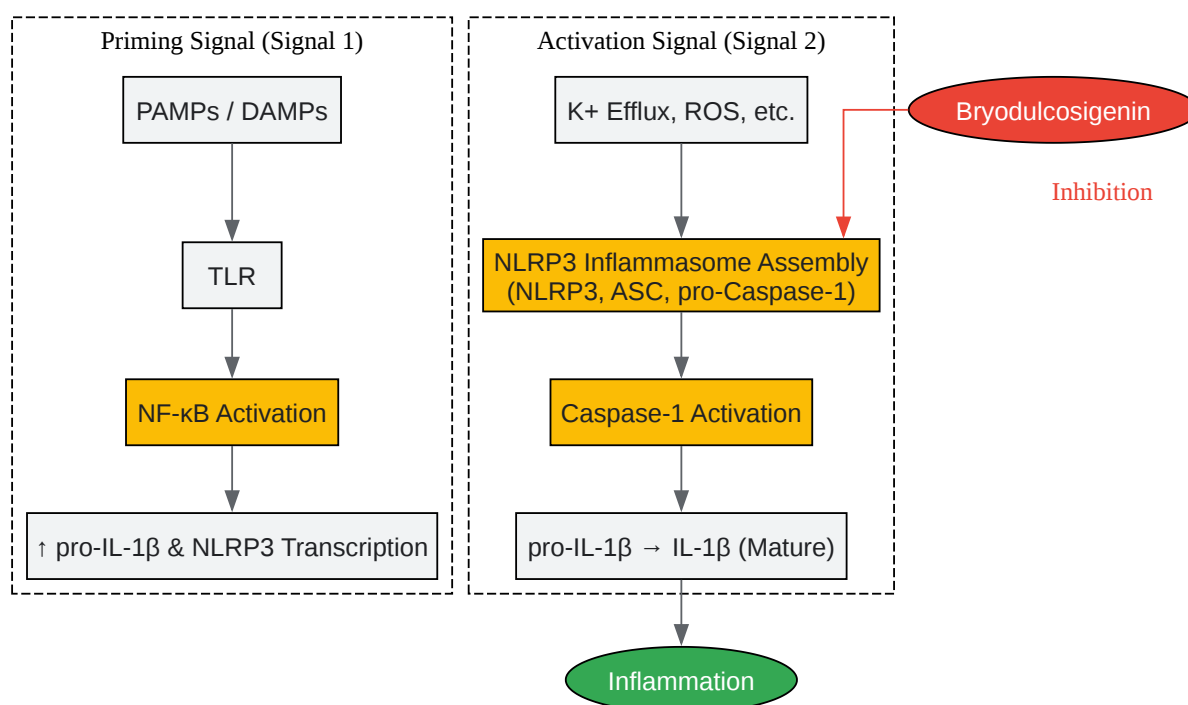 Priming Signal (Signal 1)
PAMPs / DAMPs
TLR
NF-κB Activation
↑ pro-IL-1β & NLRP3 Transcription
Activation Signal (Signal 2)
K+ Efflux, ROS, etc.
NLRP3 Inflammasome Assembly
(NLRP3, ASC, pro-Caspase-1)
Caspase-1 Activation
pro-IL-1β → IL-1β (Mature)
Inflammation
Bryodulcosigenin
Inhibition